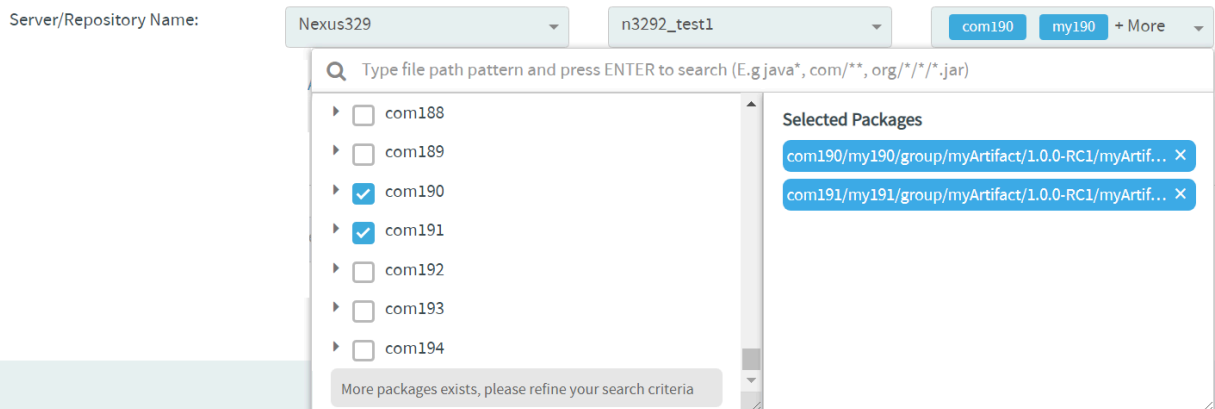 Server/Repository Name:
Nexus329
n3292_test1
com190
my190
+ More
Type file path pattern and press ENTER to search (E.g java*, com/**, org/*/*/*.jar)
com188
com189
com190
com191
com192
com193
com194
More packages exists, please refine your search criteria
Selected Packages
com190/my190/group/myArtifact/1.0.0-RC1/myArtif... ×
com191/my191/group/myArtifact/1.0.0-RC1/myArtif... ×